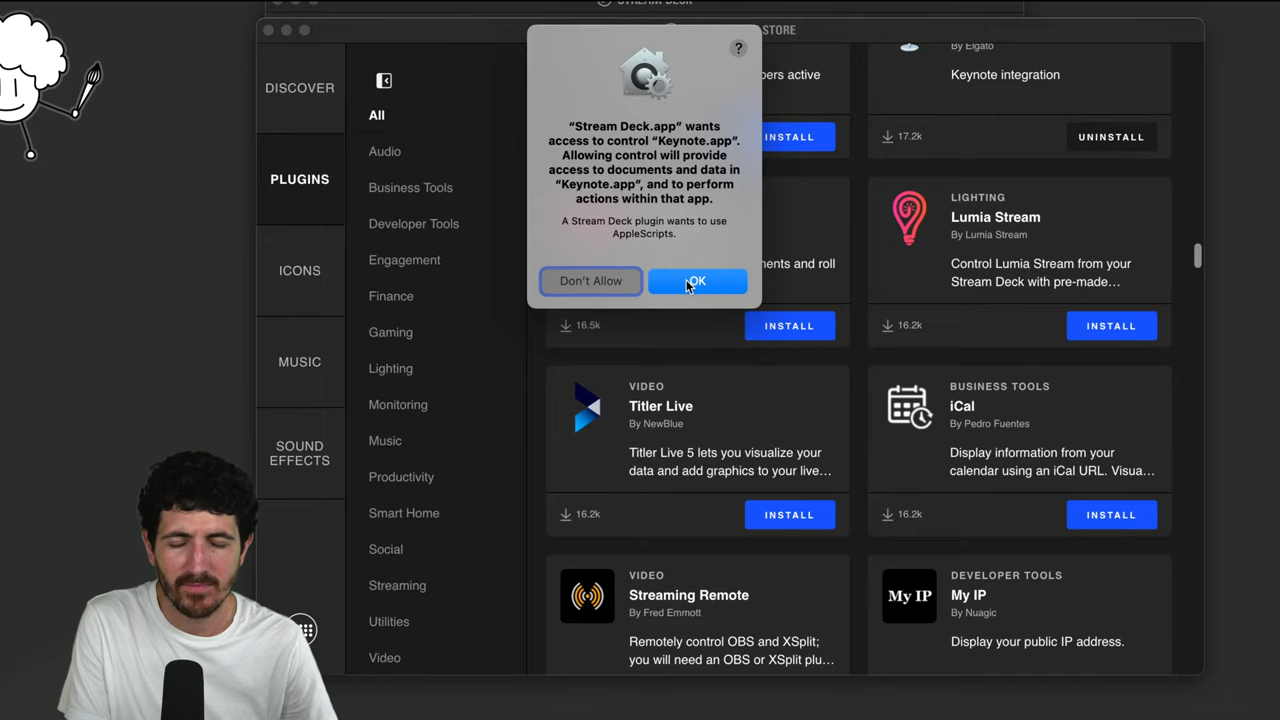 STREAM DECK
STORE
DISCOVER
PLUGINS
ICONS
MUSIC
SOUND
EFFECTS
All
Audio
Business Tools
Developer Tools
Engagement
Finance
Gaming
Lighting
Monitoring
Music
Productivity
Smart Home
Social
Streaming
Utilities
Video
?
“Stream Deck.app” wants
access to control “Keynote.app”.
Allowing control will provide
access to documents and data in
“Keynote.app”, and to perform
actions within that app.
A Stream Deck plugin wants to use
AppleScripts.
Don't Allow
OK
active
INSTALL
By Elgato
Keynote integration
17.2k
UNINSTALL
and roll
16.5k
INSTALL
LIGHTING
Lumia Stream
By Lumia Stream
Control Lumia Stream from your
Stream Deck with pre-made…
16.2k
INSTALL
VIDEO
Titler Live
By NewBlue
Titler Live 5 lets you visualize your
data and add graphics to your live…
16.2k
INSTALL
BUSINESS TOOLS
iCal
By Pedro Fuentes
Display information from your
calendar using an iCal URL. Visua…
16.2k
INSTALL
VIDEO
Streaming Remote
By Fred Emmott
Remotely control OBS and XSplit;
you will need an OBS or XSplit plu…
My IP
DEVELOPER TOOLS
My IP
By Nuagic
Display your public IP address.